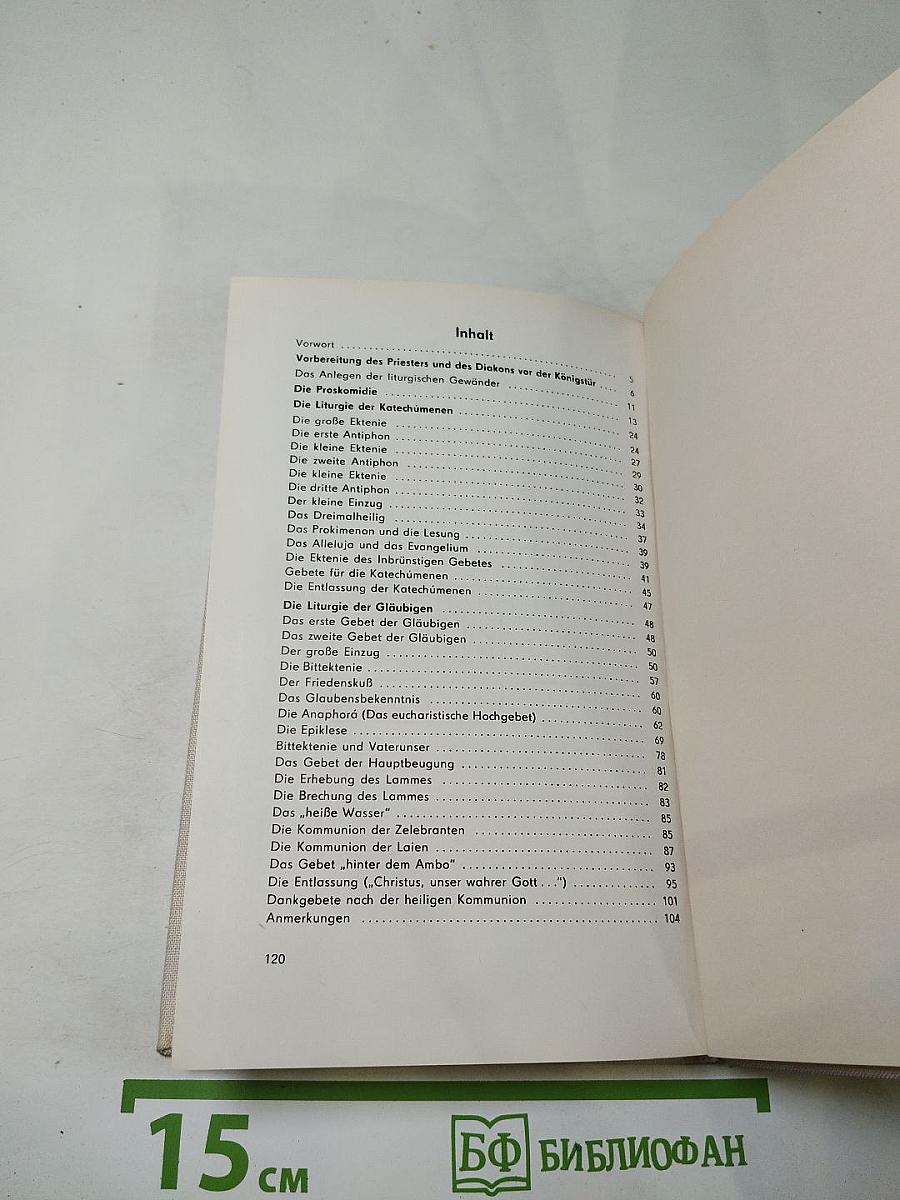 Inhalt
Vorwort 5
Vorbereitung des Priesters und des Diakons vor der Königstür 6
Das Anlegen der liturgischen Gewänder 11
Die Proskomidie 13
Die Liturgie der Katechúmenen 24
Die große Ektenie 24
Die erste Antiphon 27
Die kleine Ektenie 29
Die zweite Antiphon 30
Die kleine Ektenie 32
Die dritte Antiphon 33
Der kleine Einzug 34
Das Dreimalheilig 37
Das Prokimenon und die Lesung 39
Das Alleluja und das Evangelium 39
Die Ektenie des Inbrünstigen Gebetes 41
Gebete für die Katechúmenen 45
Die Entlassung der Katechúmenen 47
Die Liturgie der Gläubigen 48
Das erste Gebet der Gläubigen 48
Das zweite Gebet der Gläubigen 50
Der große Einzug 50
Die Bittektenie 57
Der Friedenskuß 60
Das Glaubensbekenntnis 60
Die Anaphorá (Das eucharistische Hochgebet) 62
Die Epiklese 69
Bittektenie und Vaterunser 78
Das Gebet der Hauptbeugung 81
Die Erhebung des Lammes 82
Die Brechung des Lammes 83
Das „heiße Wasser“ 85
Die Kommunion der Zelebranten 85
Die Kommunion der Laien 87
Das Gebet „hinter dem Ambo“ 93
Die Entlassung („Christus, unser wahrer Gott . . .“) 95
Dankgebete nach der heiligen Kommunion 101
Anmerkungen 104
120
15 см
БФ БИБЛИОФАН